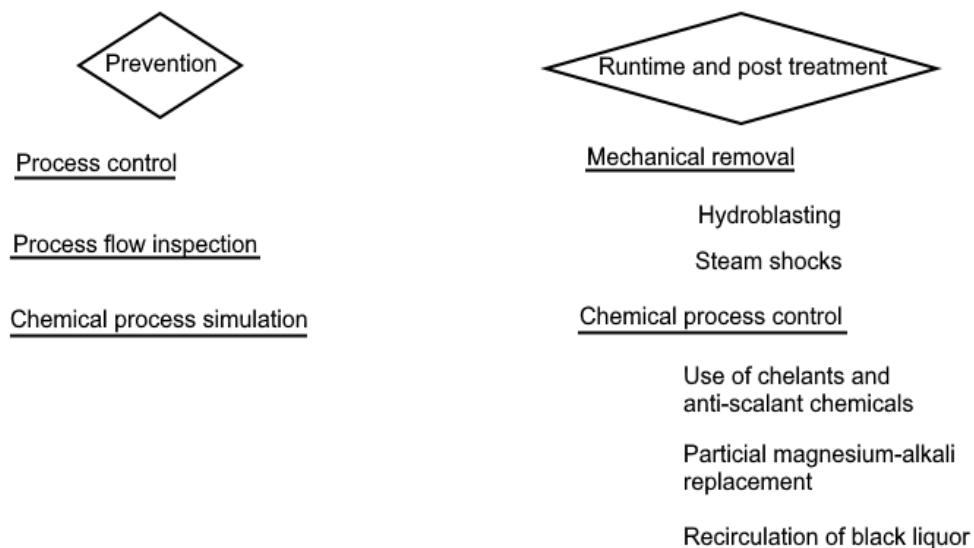 Prevention
Process control
Process flow inspection
Chemical process simulation
Runtime and post treatment
Mechanical removal
Hydroblasting
Steam shocks
Chemical process control
Use of chelants and
anti-scalant chemicals
Particial magnesium-alkali
replacement
Recirculation of black liquor